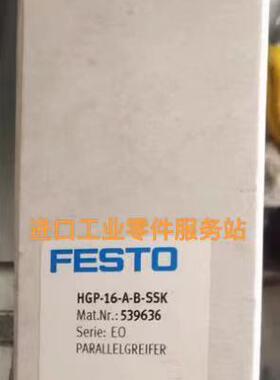 进口工业零件服务站
FESTO
HGP-16-A-B-SSK
Mat.Nr.: 539636
Serie: EO
PARALLELGREIFER